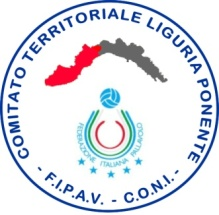 COMITATO TERRITORIALE LIGURIA PONENTE
FEDERAZIONE ITALIANA PALLAVOLO
- F.I.P.A.V. - C.O.N.I. -